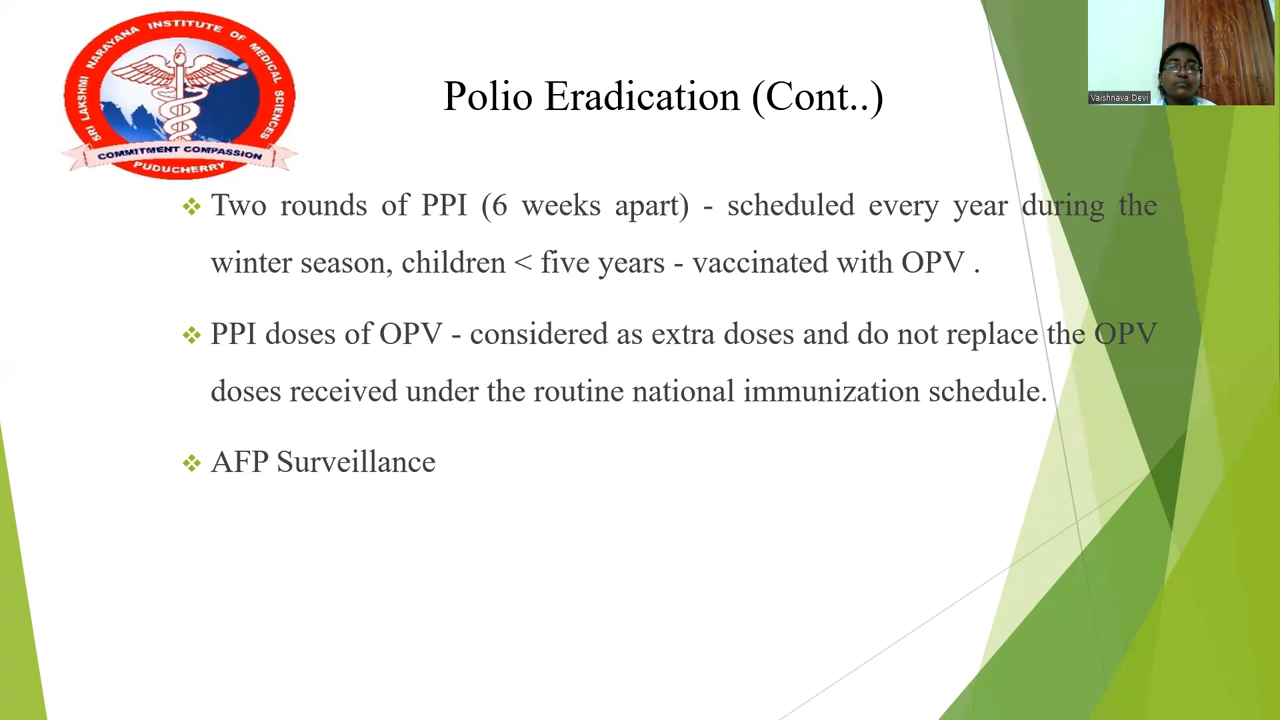 SRI LAKSHMI NARAYANA INSTITUTE OF MEDICAL SCIENCES
COMMITMENT COMPASSION
PUDUCHERRY
Polio Eradication (Cont..)
Vaishnava Devi
Two rounds of PPI (6 weeks apart) - scheduled every year during the
winter season, children < five years - vaccinated with OPV .
PPI doses of OPV - considered as extra doses and do not replace the OPV
doses received under the routine national immunization schedule.
AFP Surveillance